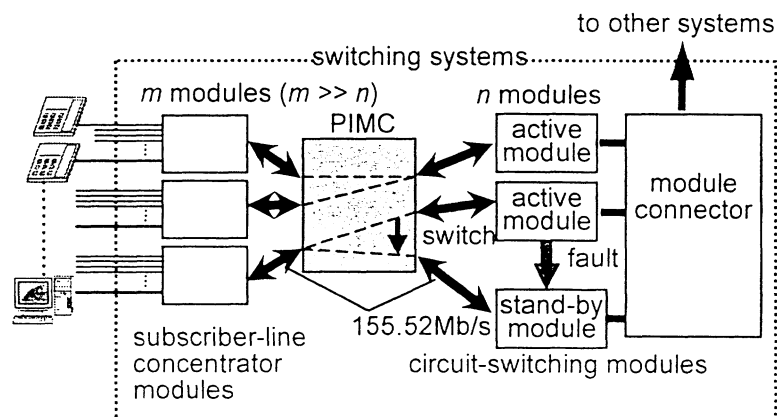 to other systems
switching systems
m modules (m >> n)
n modules
PIMC
active
module
active
module
module
connector
switch
fault
stand-by
module
155.52Mb/s
subscriber-line
concentrator
modules
circuit-switching modules